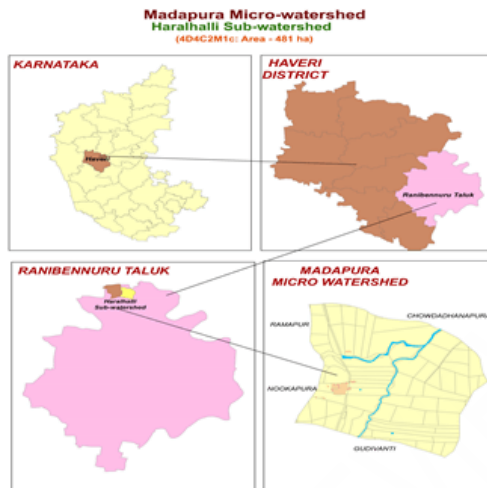 Madapura Micro-watershed
Haralhalli Sub-watershed
(4D4C2M1c: Area - 481 ha)
KARNATAKA
Haveri
HAVERI
DISTRICT
Ranibennuru Taluk
RANIBENNURU TALUK
Haralhalli
Sub-watershed
MADAPURA
MICRO WATERSHED
RAMAPUR
CHOWDADHANAPURA
NOOKAPURA
GUDIVANTI